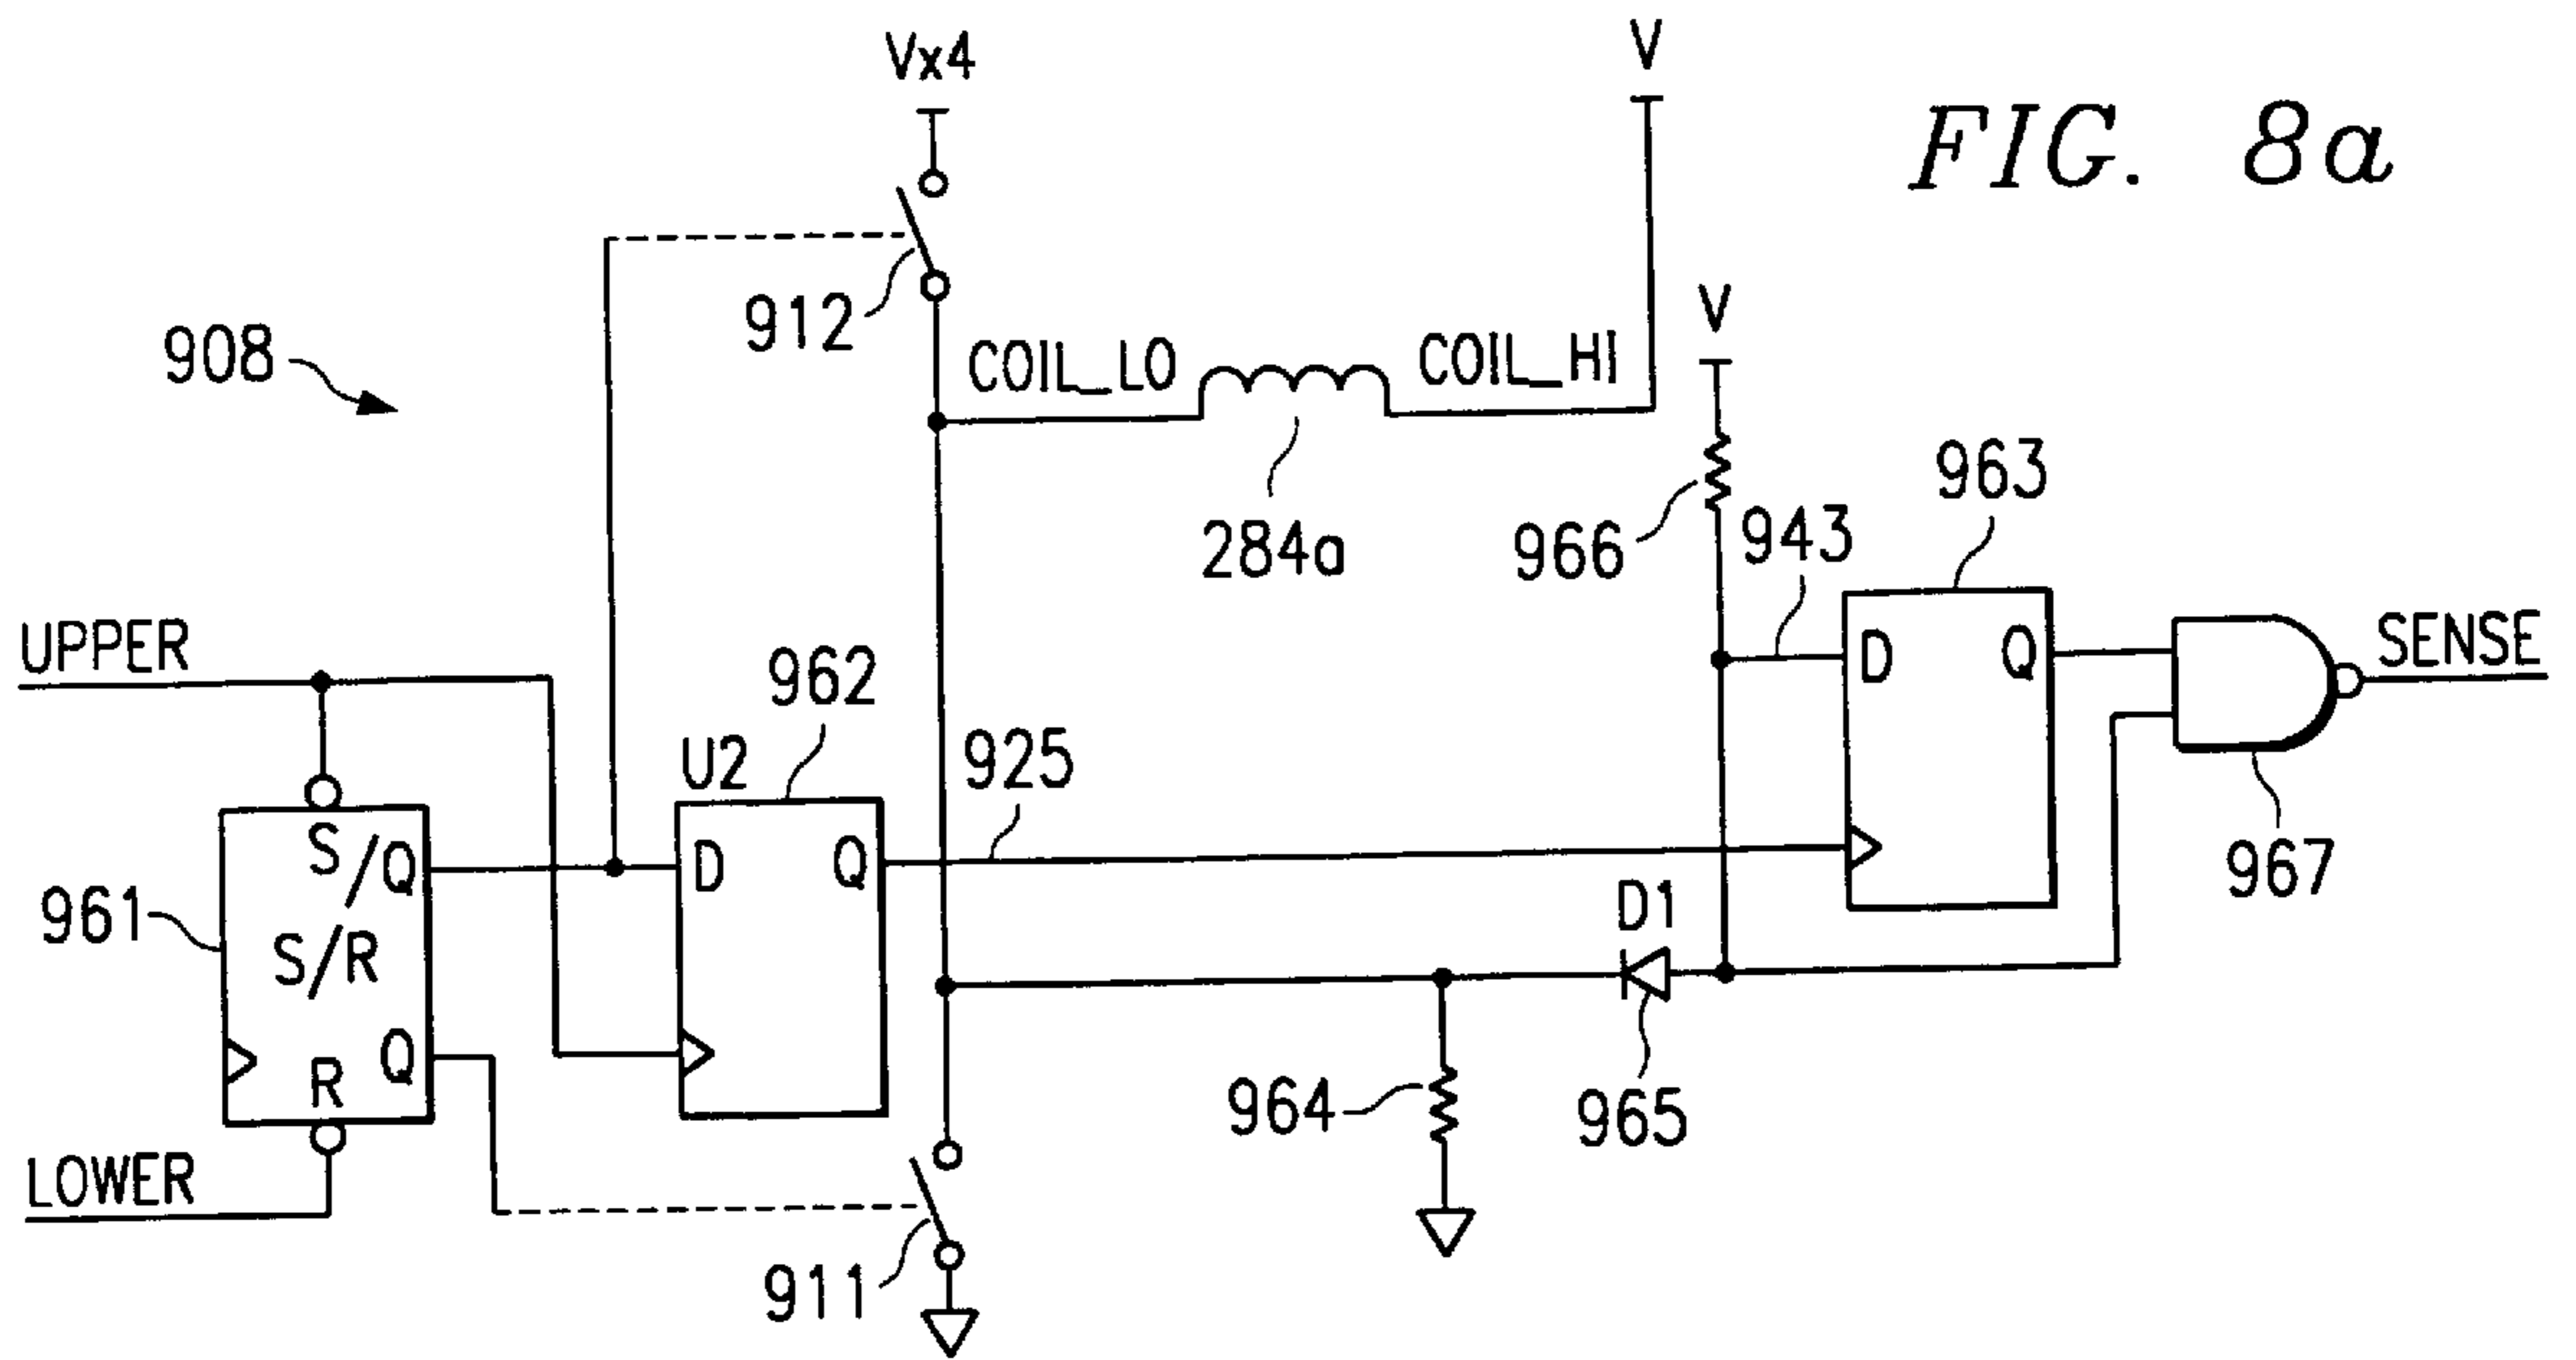 Vx4
V
FIG. 8a
912
908
COIL_LO
COIL_HI
V
284a
966
943
963
UPPER
962
U2
925
SENSE
D
Q
967
S
/Q
961
S/R
R
Q
D
Q
D1
LOWER
964
965
911